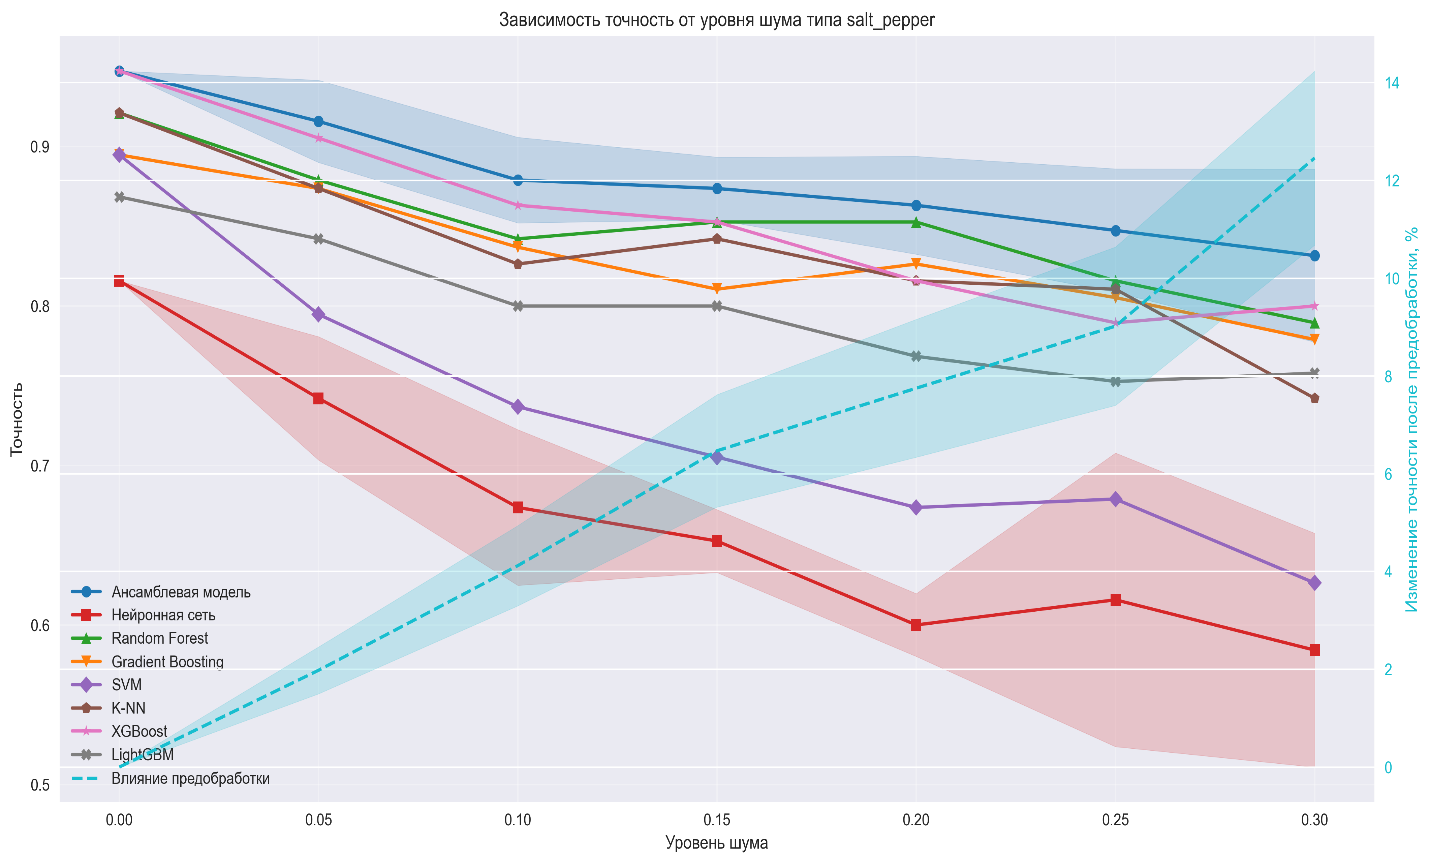 Зависимость точность от уровня шума типа salt_pepper
Точность
0.9
0.8
0.7
0.6
0.5
Ансамблевая модель
Нейронная сеть
Random Forest
Gradient Boosting
SVM
K-NN
XGBoost
LightGBM
Влияние предобработки
0.00 0.05 0.10 0.15 0.20 0.25 0.30
Уровень шума
14
12
10
8
6
4
2
0
Изменение точности после предобработки, %